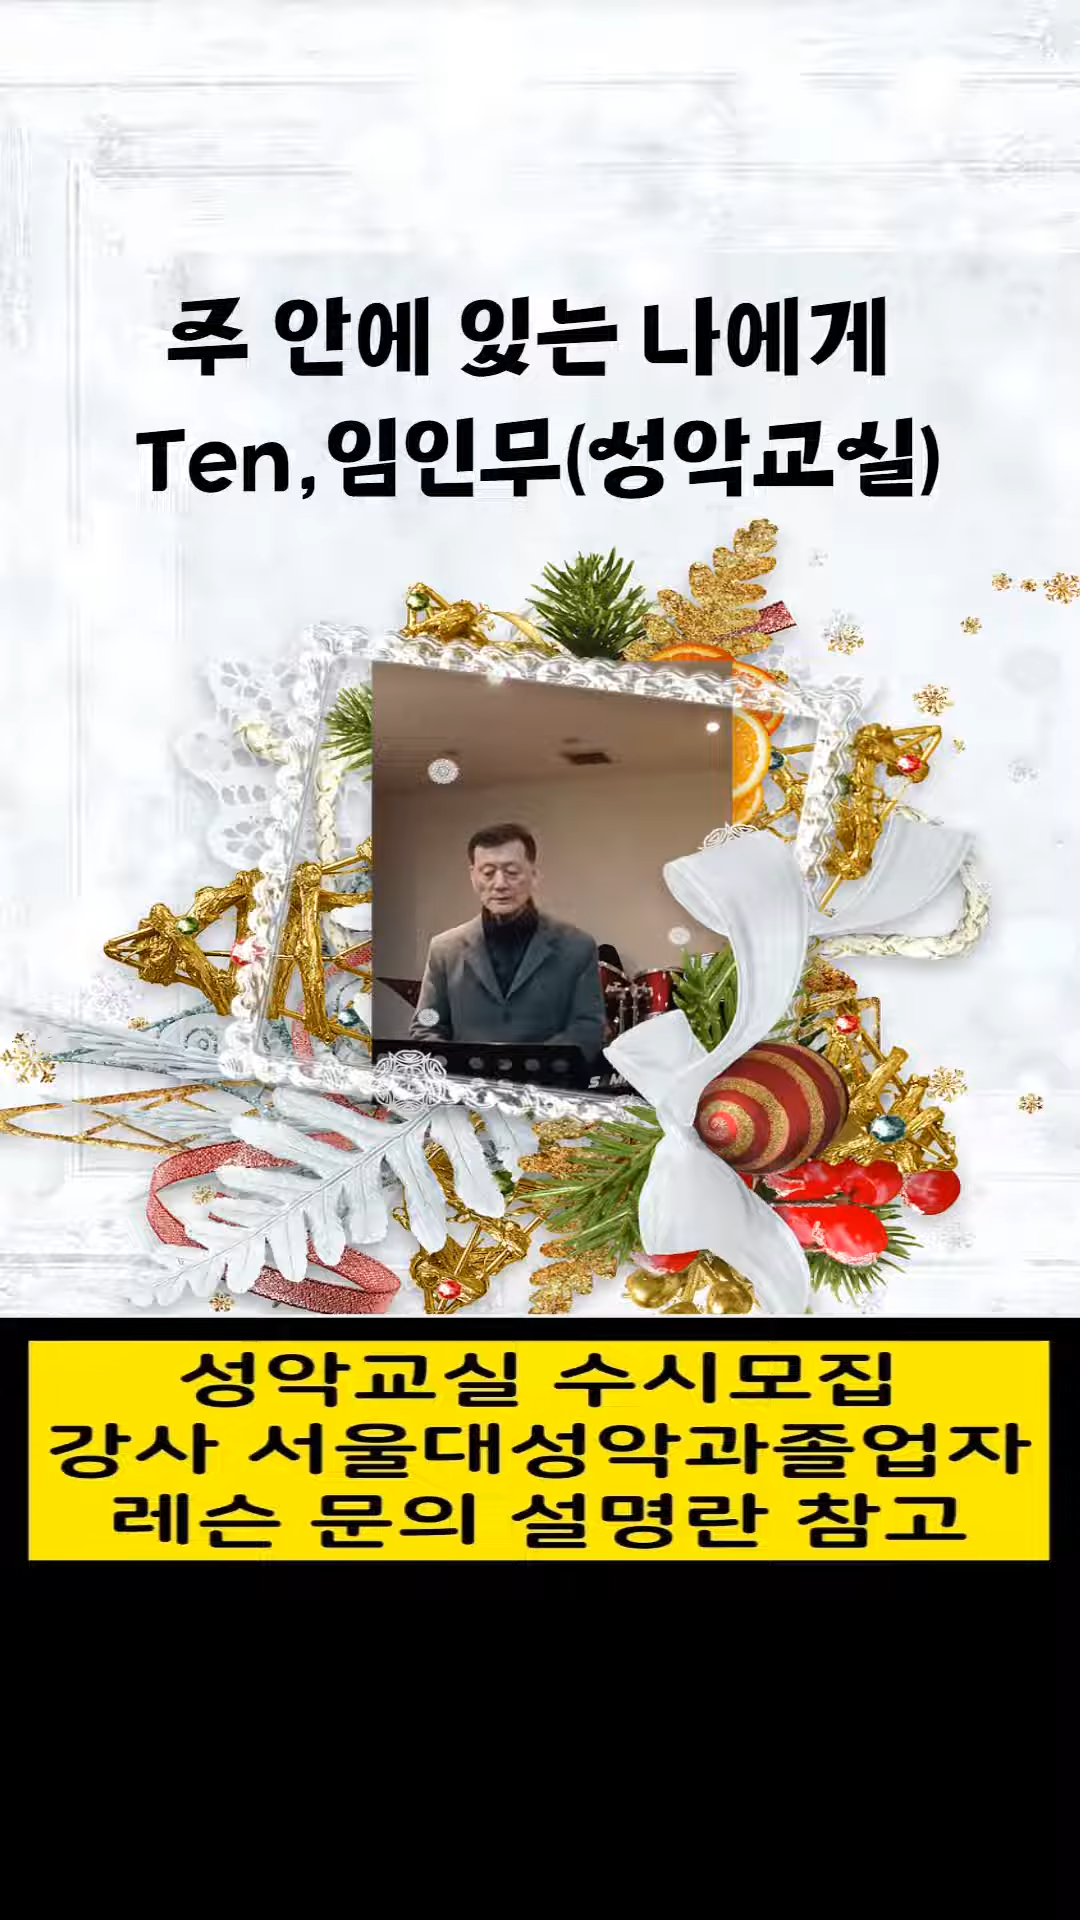 주 안에 있는 나에게
Ten,임인무(성악교실)
성악교실 수시모집
강사 서울대성악과졸업자
레슨 문의 설명란 참고